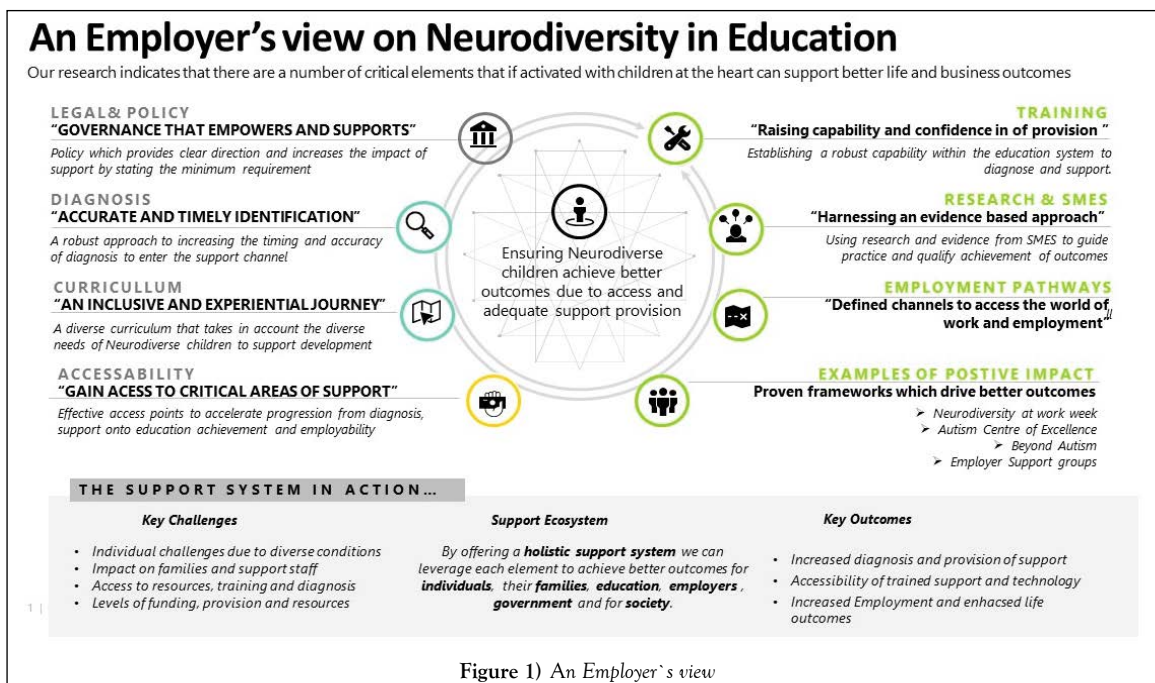 An Employer's view on Neurodiversity in Education
Our research indicates that there are a number of critical elements that if activated with children at the heart can support better life and business outcomes
LEGAL& POLICY
"GOVERNANCE THAT EMPOWERS AND SUPPORTS"
Policy which provides clear direction and increases the impact of
support by stating the minimum requirement
DIAGNOSIS
"ACCURATE AND TIMELY IDENTIFICATION"
A robust approach to increasing the timing and accuracy
of diagnosis to enter the support channel
CURRICULLUM
"AN INCLUSIVE AND EXPERIENTIAL JOURNEY"
A diverse curriculum that takes in account the diverse
needs of Neurodiverse children to support development
ACCESSABILITY
"GAIN ACESS TO CRITICAL AREAS OF SUPPORT"
Effective access points to accelerate progression from diagnosis,
support onto education achievement and employability
Ensuring Neurodiverse
children achieve better
outcomes due to access and
adequate support provision
TRAINING
"Raising capability and confidence in of provision "
Establishing a robust capability within the education system to
diagnose and support.
RESEARCH & SMES
"Harnessing an evidence based approach"
Using research and evidence from SMES to guide
practice and qualify achievement of outcomes
EMPLOYMENT PATHWAYS
"Defined channels to access the world of
work and employment"
EXAMPLES OF POSTIVE IMPACT
Proven frameworks which drive better outcomes
➢ Neurodiversity at work week
➢ Autism Centre of Excellence
➢ Beyond Autism
➢ Employer Support groups
THE SUPPORT SYSTEM IN ACTION…
Key Challenges
• Individual challenges due to diverse conditions
• Impact on families and support staff
• Access to resources, training and diagnosis
• Levels of funding, provision and resources
Support Ecosystem
By offering a holistic support system we can
leverage each element to achieve better outcomes for
individuals, their families, education, employers ,
government and for society.
Key Outcomes
• Increased diagnosis and provision of support
• Accessibility of trained support and technology
• Increased Employment and enhacsed life
outcomes
1 |
Figure 1) An Employer`s view